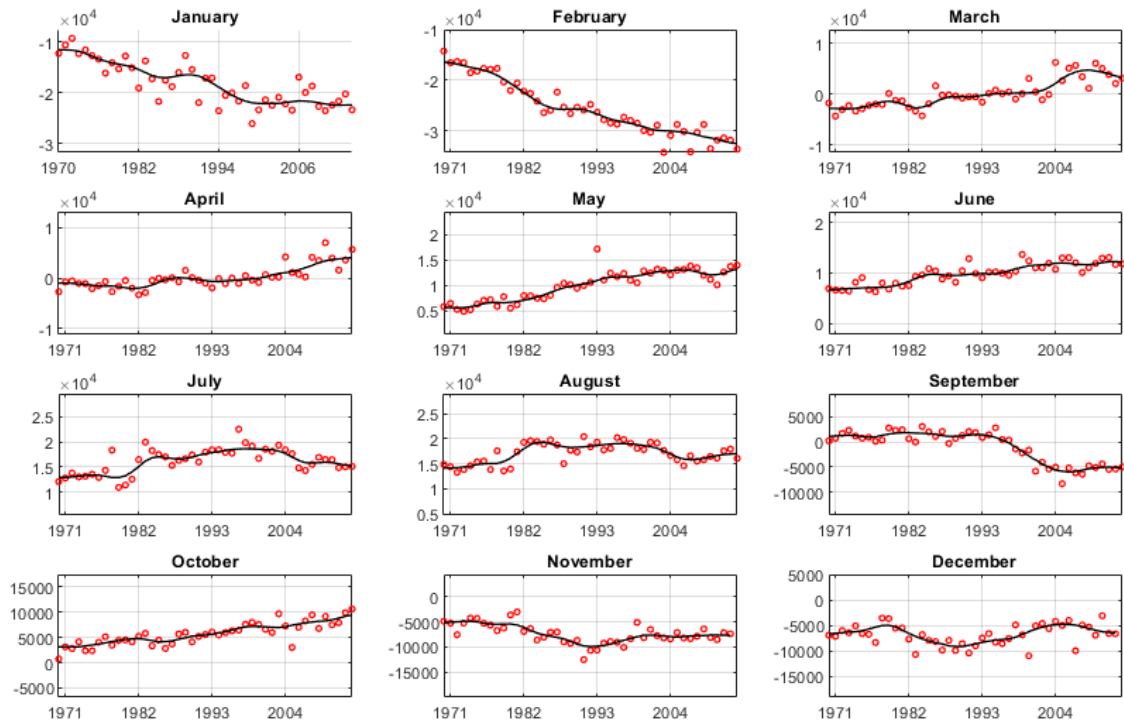 January
×10⁴
-1
-2
-3
1970 1982 1994 2006
February
×10⁴
-1
-2
-3
1971 1982 1993 2004
March
×10⁴
1
0
-1
1971 1982 1993 2004
April
×10⁴
1
0
-1
1971 1982 1993 2004
May
×10⁴
2
1.5
1
0.5
1971 1982 1993 2004
June
×10⁴
2
1
0
1971 1982 1993 2004
July
×10⁴
2.5
2
1.5
1
1971 1982 1993 2004
August
×10⁴
2.5
2
1.5
1
0.5
1971 1982 1993 2004
September
5000
0
-5000
-10000
1971 1982 1993 2004
October
15000
10000
5000
0
-5000
1971 1982 1993 2004
November
0
-5000
-10000
-15000
1971 1982 1993 2004
December
5000
0
-5000
-10000
-15000
1971 1982 1993 2004